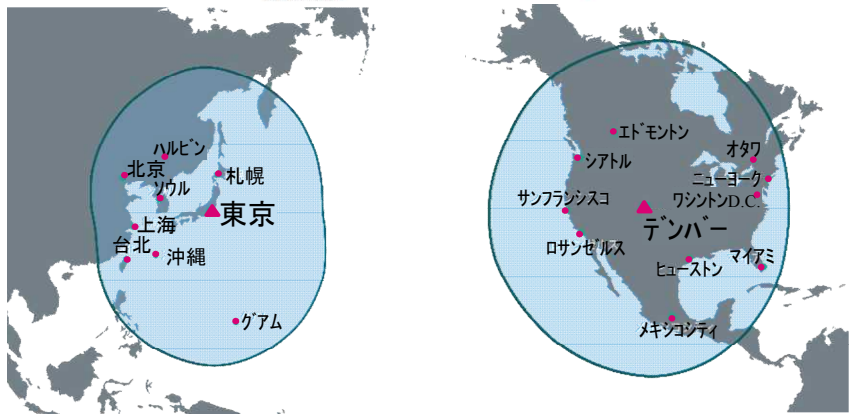 ハルビン
北京
ソウル
札幌
東京
上海
台北
沖縄
グアム
エドモントン
オタワ
シアトル
ニューヨーク
サンフランシスコ
ワシントンD.C.
デンバー
ロサンゼルス
マイアミ
ヒューストン
メキシコシティ